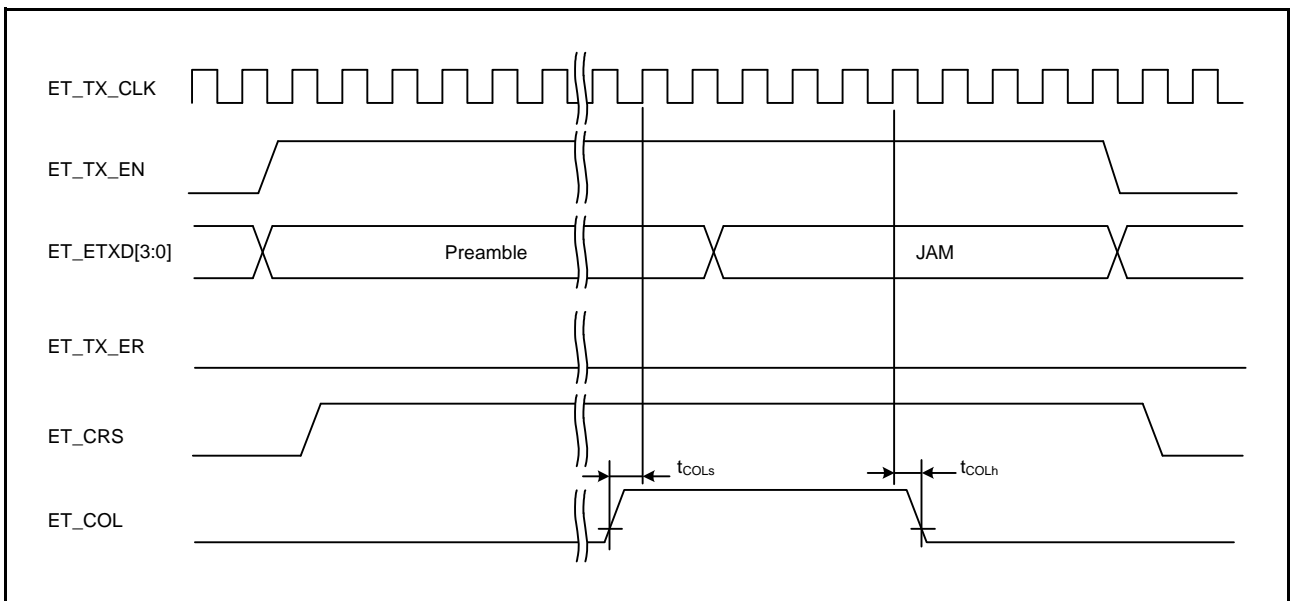 ET_TX_CLK
ET_TX_EN
ET_ETXD[3:0]
Preamble
JAM
ET_TX_ER
ET_CRS
tCOLs
tCOLh
ET_COL